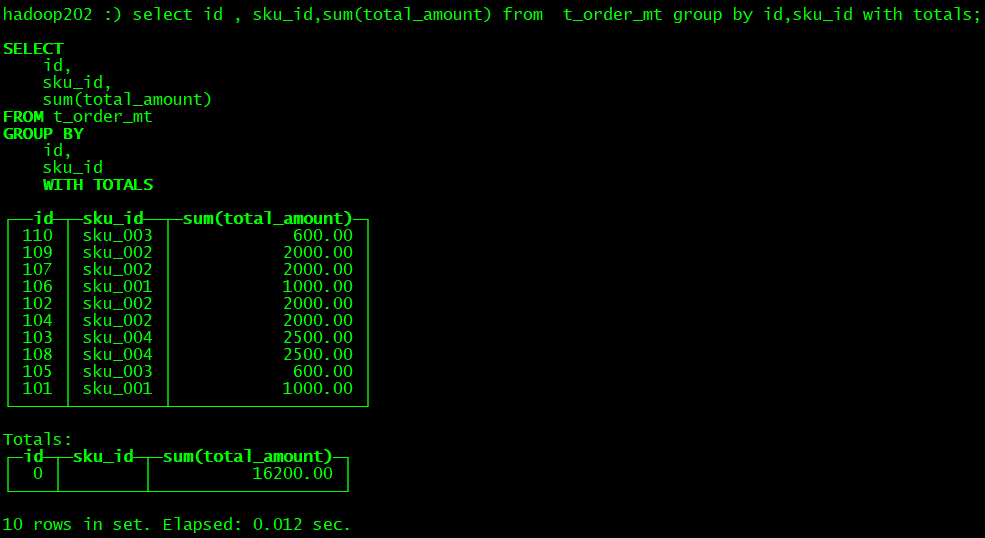 hadoop202 :) select id , sku_id,sum(total_amount) from  t_order_mt group by id,sku_id with totals;
SELECT
    id,
    sku_id,
    sum(total_amount)
FROM t_order_mt
GROUP BY
    id,
    sku_id
    WITH TOTALS
┌──id─┬─sku_id──┬─sum(total_amount)─┐
│ 110 │ sku_003 │            600.00 │
│ 109 │ sku_002 │           2000.00 │
│ 107 │ sku_002 │           2000.00 │
│ 106 │ sku_001 │           1000.00 │
│ 102 │ sku_002 │           2000.00 │
│ 104 │ sku_002 │           2000.00 │
│ 103 │ sku_004 │           2500.00 │
│ 108 │ sku_004 │           2500.00 │
│ 105 │ sku_003 │            600.00 │
│ 101 │ sku_001 │           1000.00 │
└─────┴─────────┴───────────────────┘
Totals:
┌─id─┬─sku_id─┬─sum(total_amount)─┐
│  0 │        │          16200.00 │
└────┴────────┴───────────────────┘
10 rows in set. Elapsed: 0.012 sec.